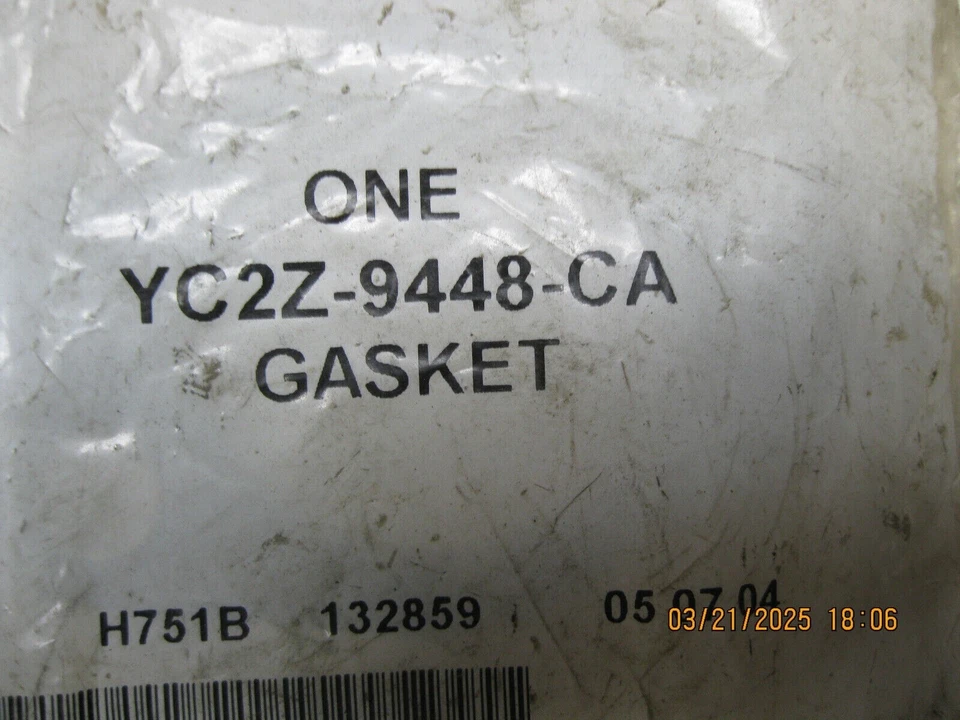 ONE
YC2Z-9448-CA
GASKET
H751B 132859 05 07 04
03/21/2025 18:06